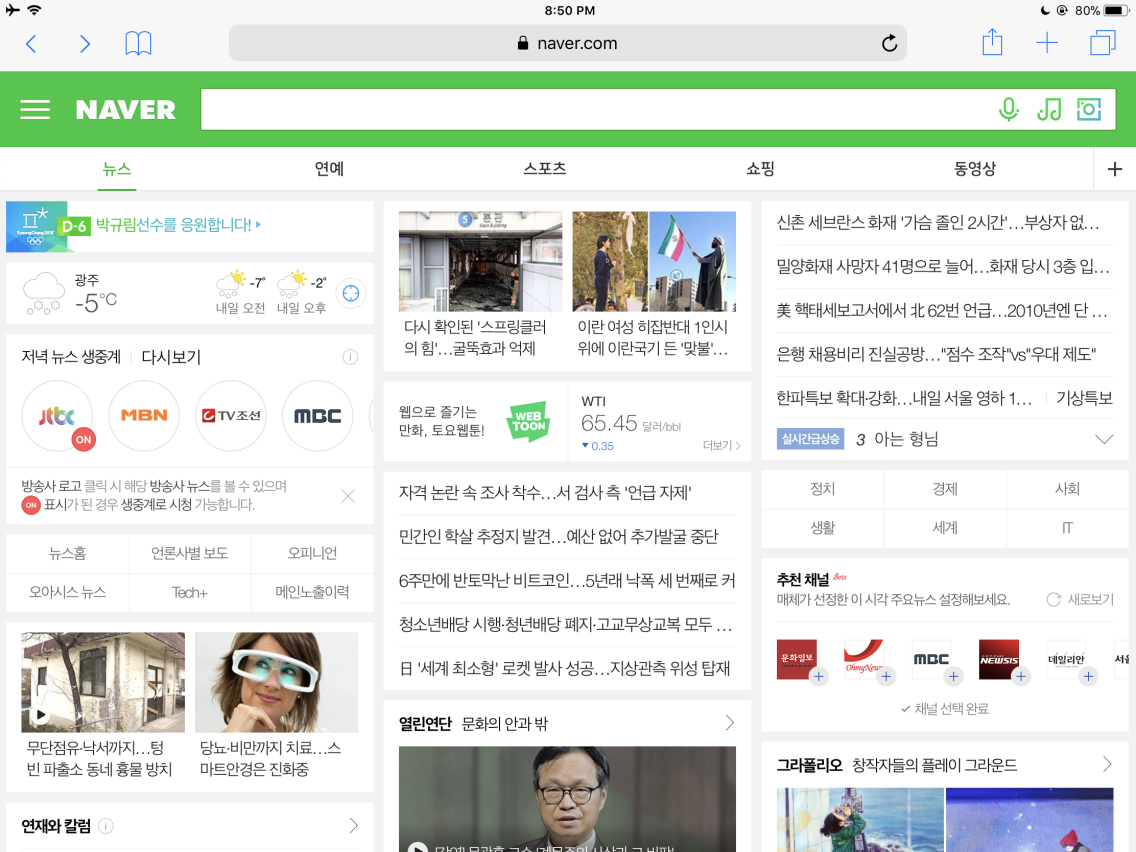 8:50 PM
80%
naver.com
NAVER
뉴스
연예
스포츠
쇼핑
동영상
PyeongChang 2018
D-6 박규림선수를 응원합니다!
광주
-5°C
-7°
내일 오전
-2°
내일 오후
저녁 뉴스 생중계
다시보기
jtbc
ON
MBN
TV조선
MBC
방송사 로고 클릭 시 해당 방송사 뉴스를 볼 수 있으며
ON 표시가 된 경우 생중계로 시청 가능합니다.
뉴스홈
언론사별 보도
오피니언
오아시스 뉴스
Tech+
메인노출이력
무단점유·낙서까지…텅
빈 파출소 동네 흉물 방치
당뇨·비만까지 치료…스
마트안경은 진화중
연재와 칼럼
5 본관
Main Building
다시 확인된 '스프링클러
의 힘'…굴뚝효과 억제
이란 여성 히잡반대 1인시
위에 이란국기 든 '맞불'…
웹으로 즐기는
만화, 토요웹툰!
WEB
TOON
WTI
65.45 달러/bbl
0.35
더보기
자격 논란 속 조사 착수…서 검사 측 '언급 자제'
민간인 학살 추정지 발견…예산 없어 추가발굴 중단
6주만에 반토막난 비트코인…5년래 낙폭 세 번째로 커
청소년배당 시행·청년배당 폐지·고교무상교복 모두 …
日 '세계 최소형' 로켓 발사 성공…지상관측 위성 탑재
열린연단 문화의 안과 밖
신촌 세브란스 화재 '가슴 졸인 2시간'…부상자 없…
밀양화재 사망자 41명으로 늘어…화재 당시 3층 입…
美 핵태세보고서에서 北 62번 언급…2010년엔 단 …
은행 채용비리 진실공방…"점수 조작"vs"우대 제도"
한파특보 확대·강화…내일 서울 영하 1…
기상특보
실시간급상승 3 아는 형님
정치
경제
사회
생활
세계
IT
추천 채널 Beta
매체가 선정한 이 시각 주요뉴스 설정해보세요.
새로보기
문화일보
OhmyNews
MBC
NEWSIS
데일리안
채널 선택 완료
그라폴리오 창작자들의 플레이 그라운드